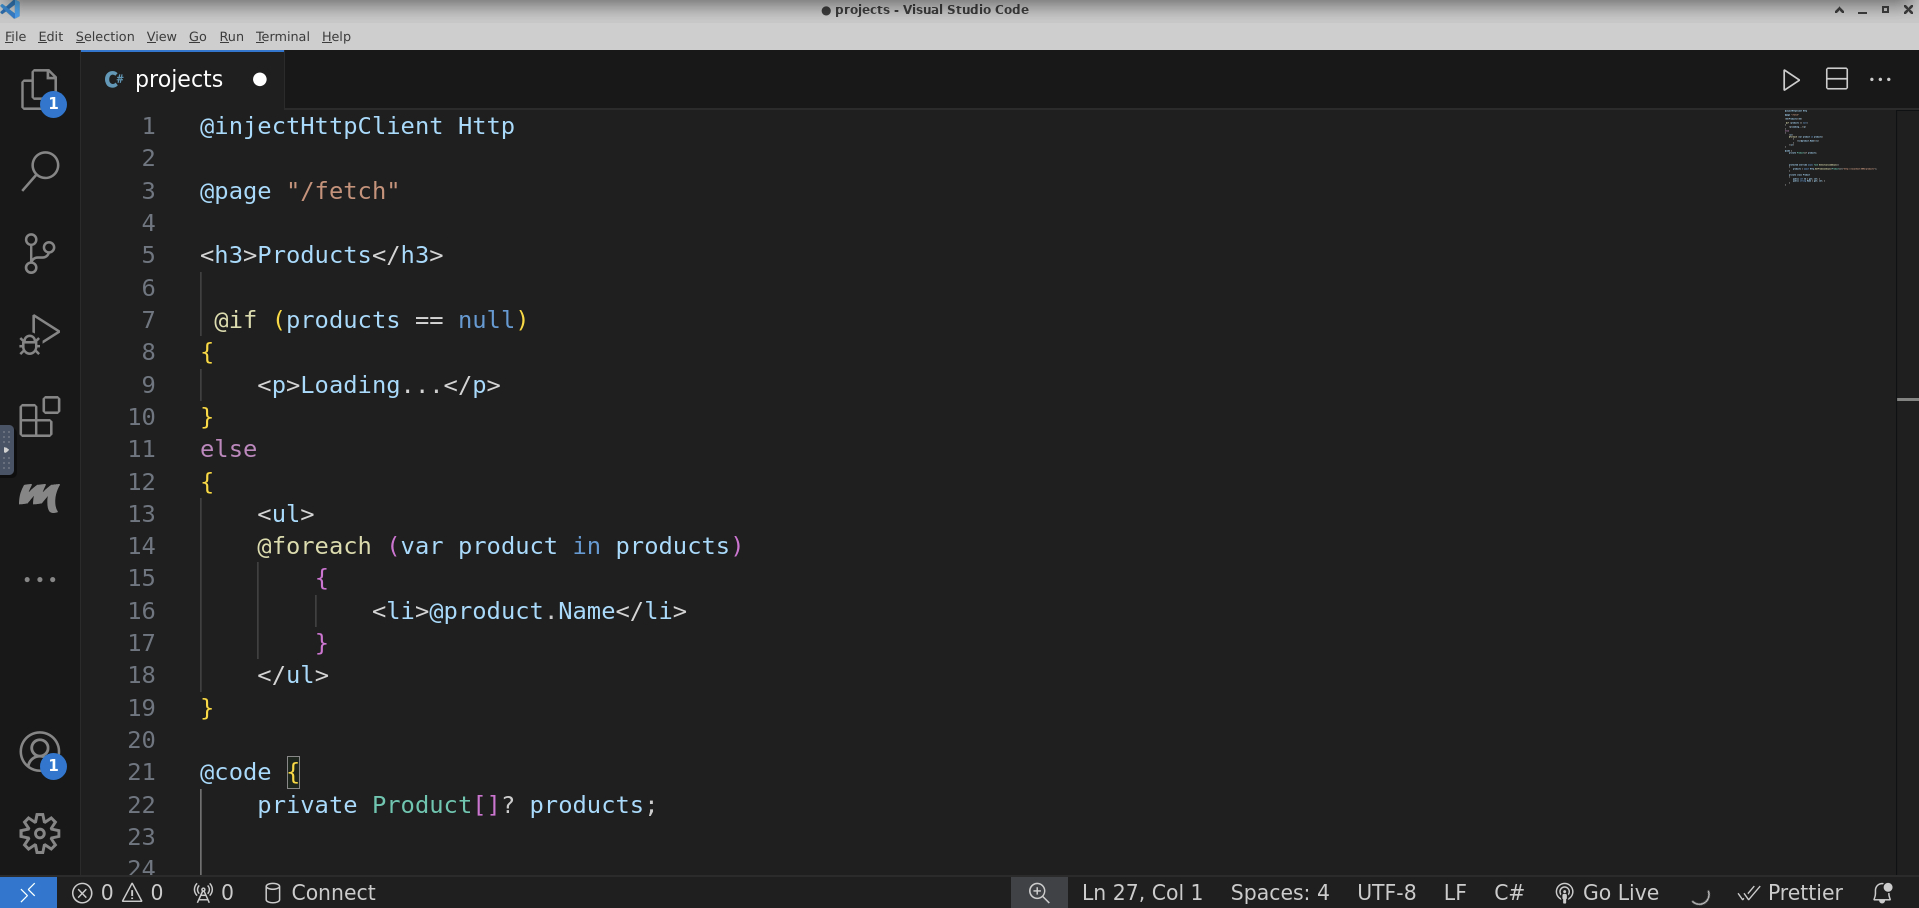 ● projects - Visual Studio Code
File Edit Selection View Go Run Terminal Help
C# projects
1 @injectHttpClient Http
2
3 @page "/fetch"
4
5 <h3>Products</h3>
6
7 @if (products == null)
8 {
9 <p>Loading...</p>
10 }
11 else
12 {
13 <ul>
14 @foreach (var product in products)
15 {
16 <li>@product.Name</li>
17 }
18 </ul>
19 }
20
21 @code {
22 private Product[]? products;
23
24
1
1
0 0 0 Connect Ln 27, Col 1 Spaces: 4 UTF-8 LF C# Go Live Prettier